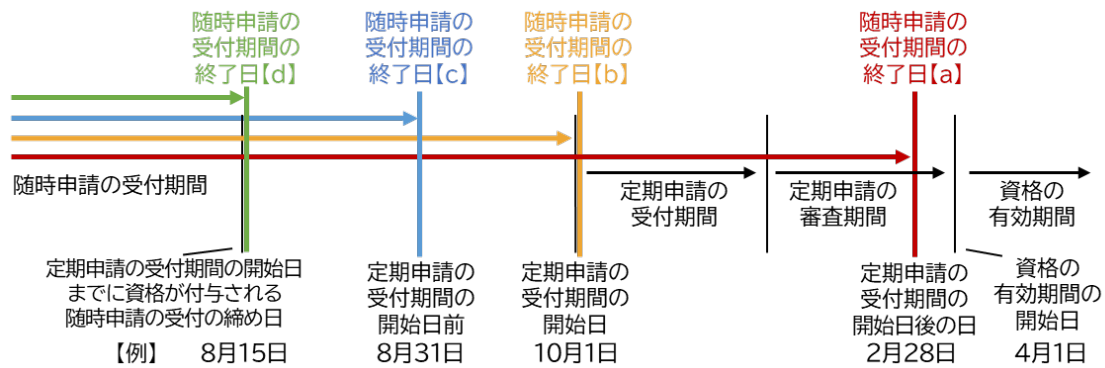 随時申請の
受付期間の
終了日【d】
随時申請の
受付期間の
終了日【c】
随時申請の
受付期間の
終了日【b】
随時申請の
受付期間の
終了日【a】
随時申請の受付期間
定期申請の
受付期間
定期申請の
審査期間
資格の
有効期間
定期申請の受付期間の開始日
までに資格が付与される
随時申請の受付の締め日
定期申請の
受付期間の
開始日前
定期申請の
受付期間の
開始日
定期申請の
受付期間の
開始日後の日
資格の
有効期間の
開始日
【例】 8月15日
8月31日
10月1日
2月28日
4月1日